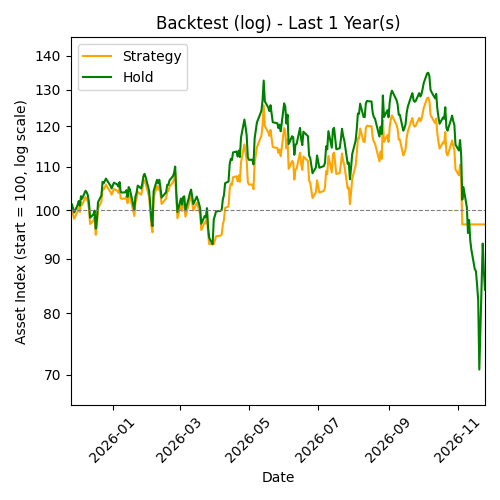 Backtest (log) - Last 1 Year(s)
Strategy
Hold
Asset Index (start = 100, log scale)
140
130
120
110
100
90
80
70
2026-01
2026-03
2026-05
2026-07
2026-09
2026-11
Date